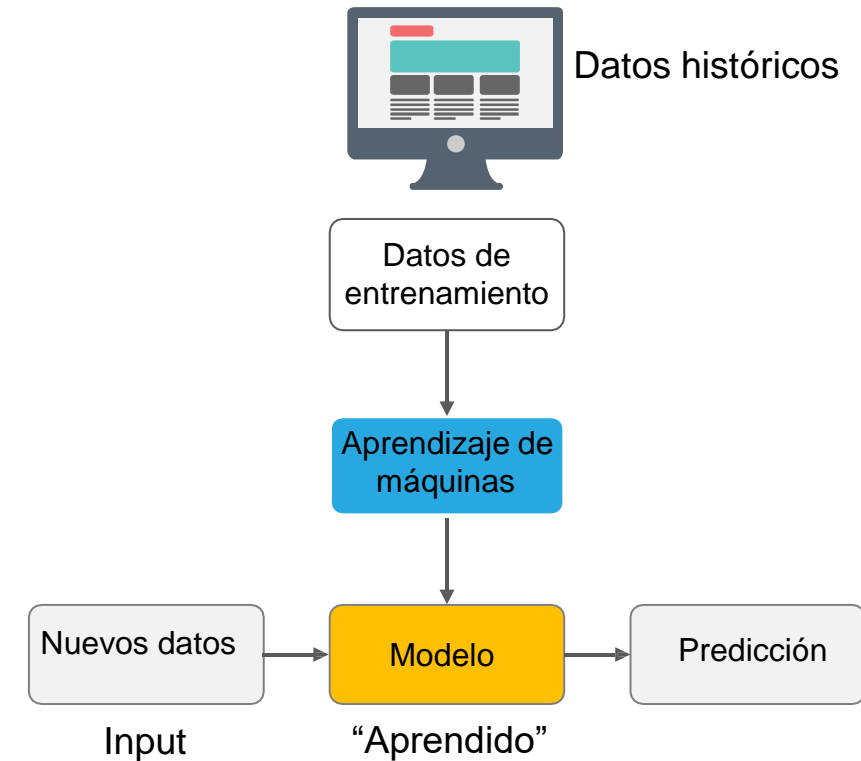 Datos históricos
Datos de
entrenamiento
Aprendizaje de
máquinas
Nuevos datos
Modelo
Predicción
Input
“Aprendido”